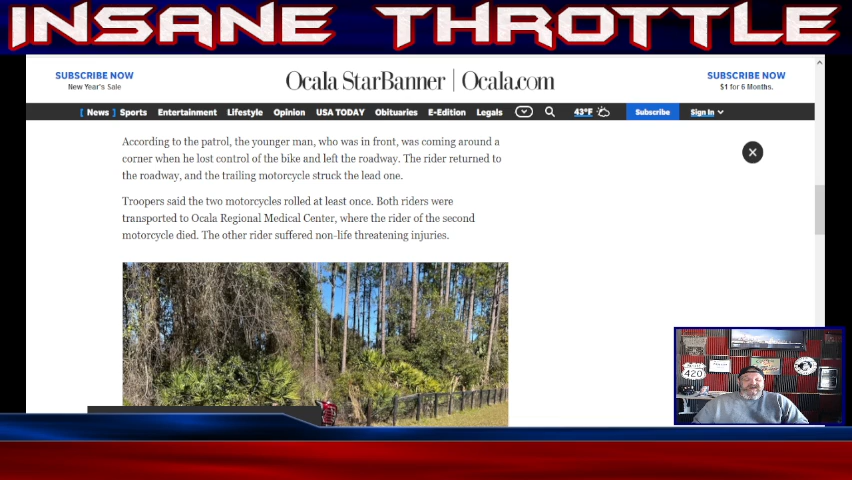 INSANE THROTTLE
SUBSCRIBE NOW
New Year's Sale
Ocala StarBanner | Ocala.com
SUBSCRIBE NOW
$1 for 6 Months.
[ News ] Sports Entertainment Lifestyle Opinion USA TODAY Obituaries E-Edition Legals 43°F Subscribe Sign In
According to the patrol, the younger man, who was in front, was coming around a
corner when he lost control of the bike and left the roadway. The rider returned to
the roadway, and the trailing motorcycle struck the lead one.
Troopers said the two motorcycles rolled at least once. Both riders were
transported to Ocala Regional Medical Center, where the rider of the second
motorcycle died. The other rider suffered non-life threatening injuries.
420